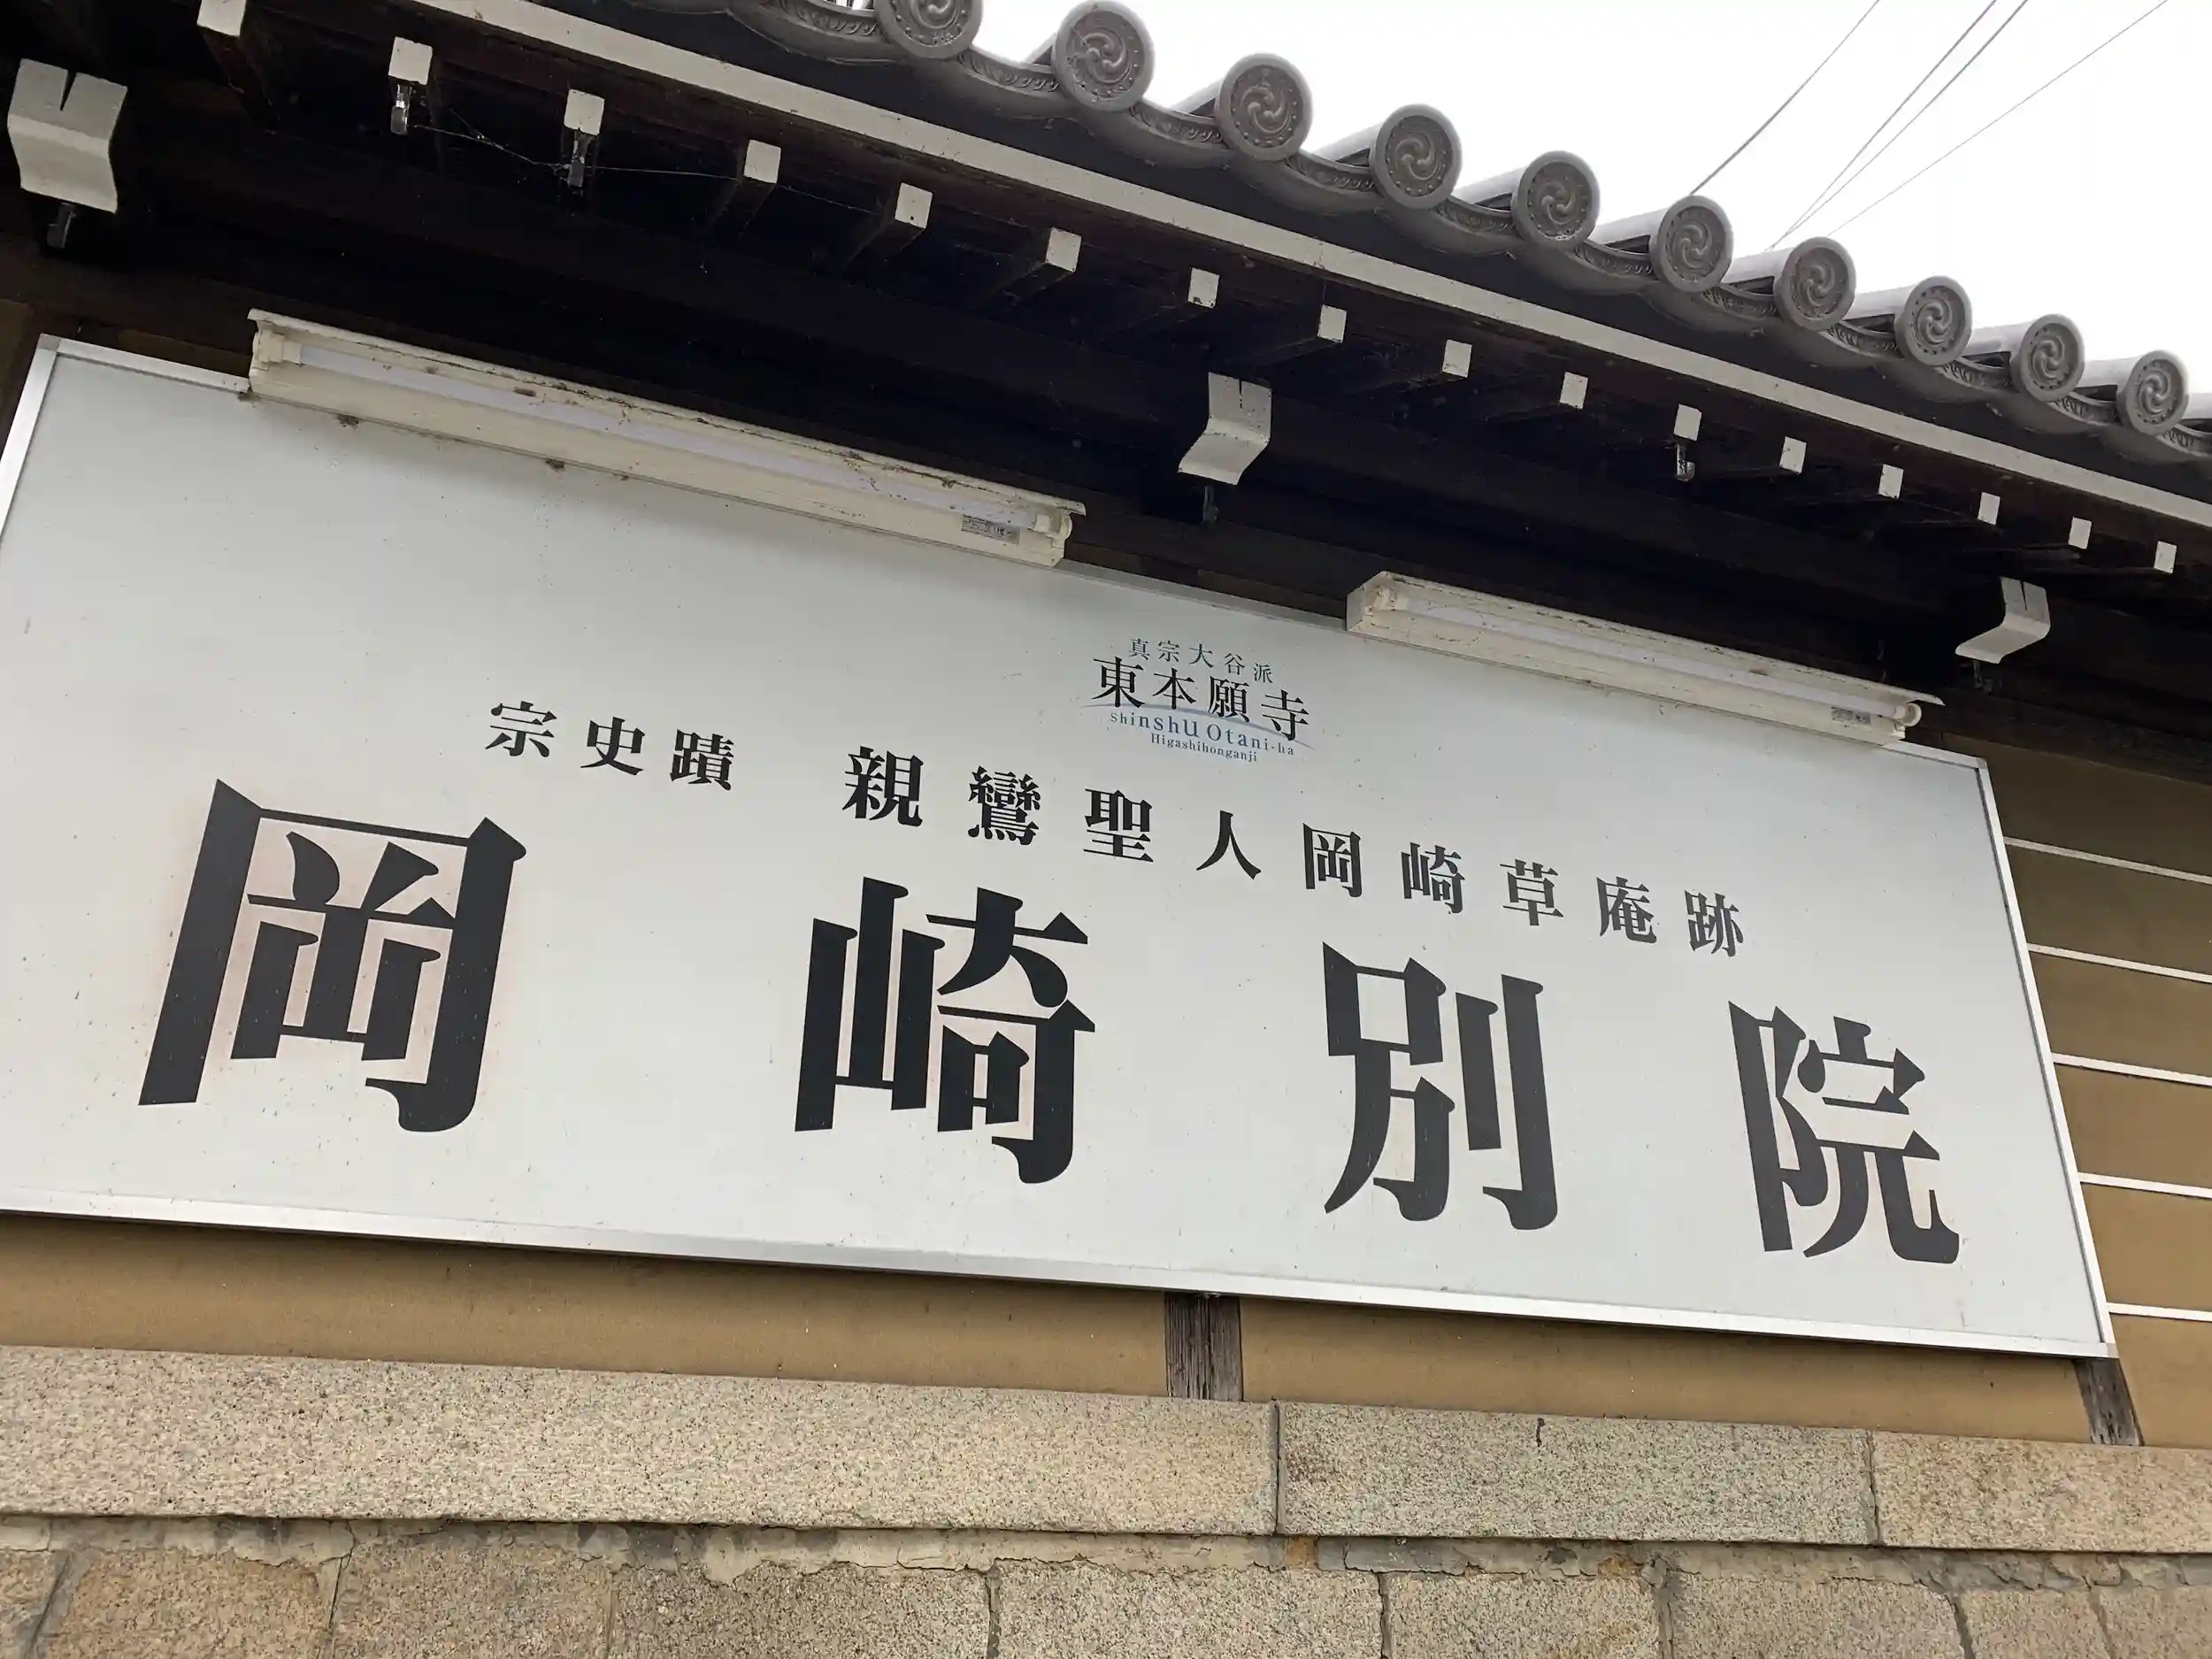 真宗大谷派
東本願寺
Shinshu Otani-ha
Higashihonganji
宗史蹟 親鸞聖人岡崎草庵跡
岡崎別院